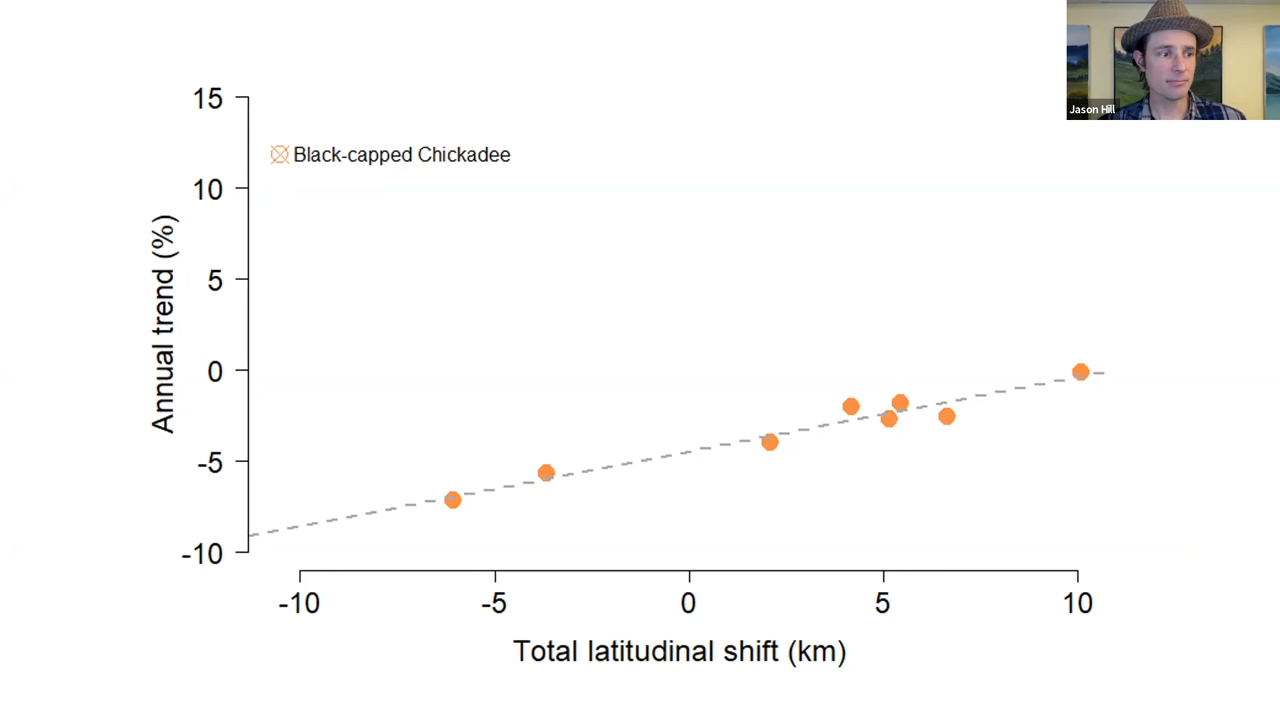 Jason Hill
15
Black-capped Chickadee
10
5
0
-5
-10
Annual trend (%)
-10
-5
0
5
10
Total latitudinal shift (km)